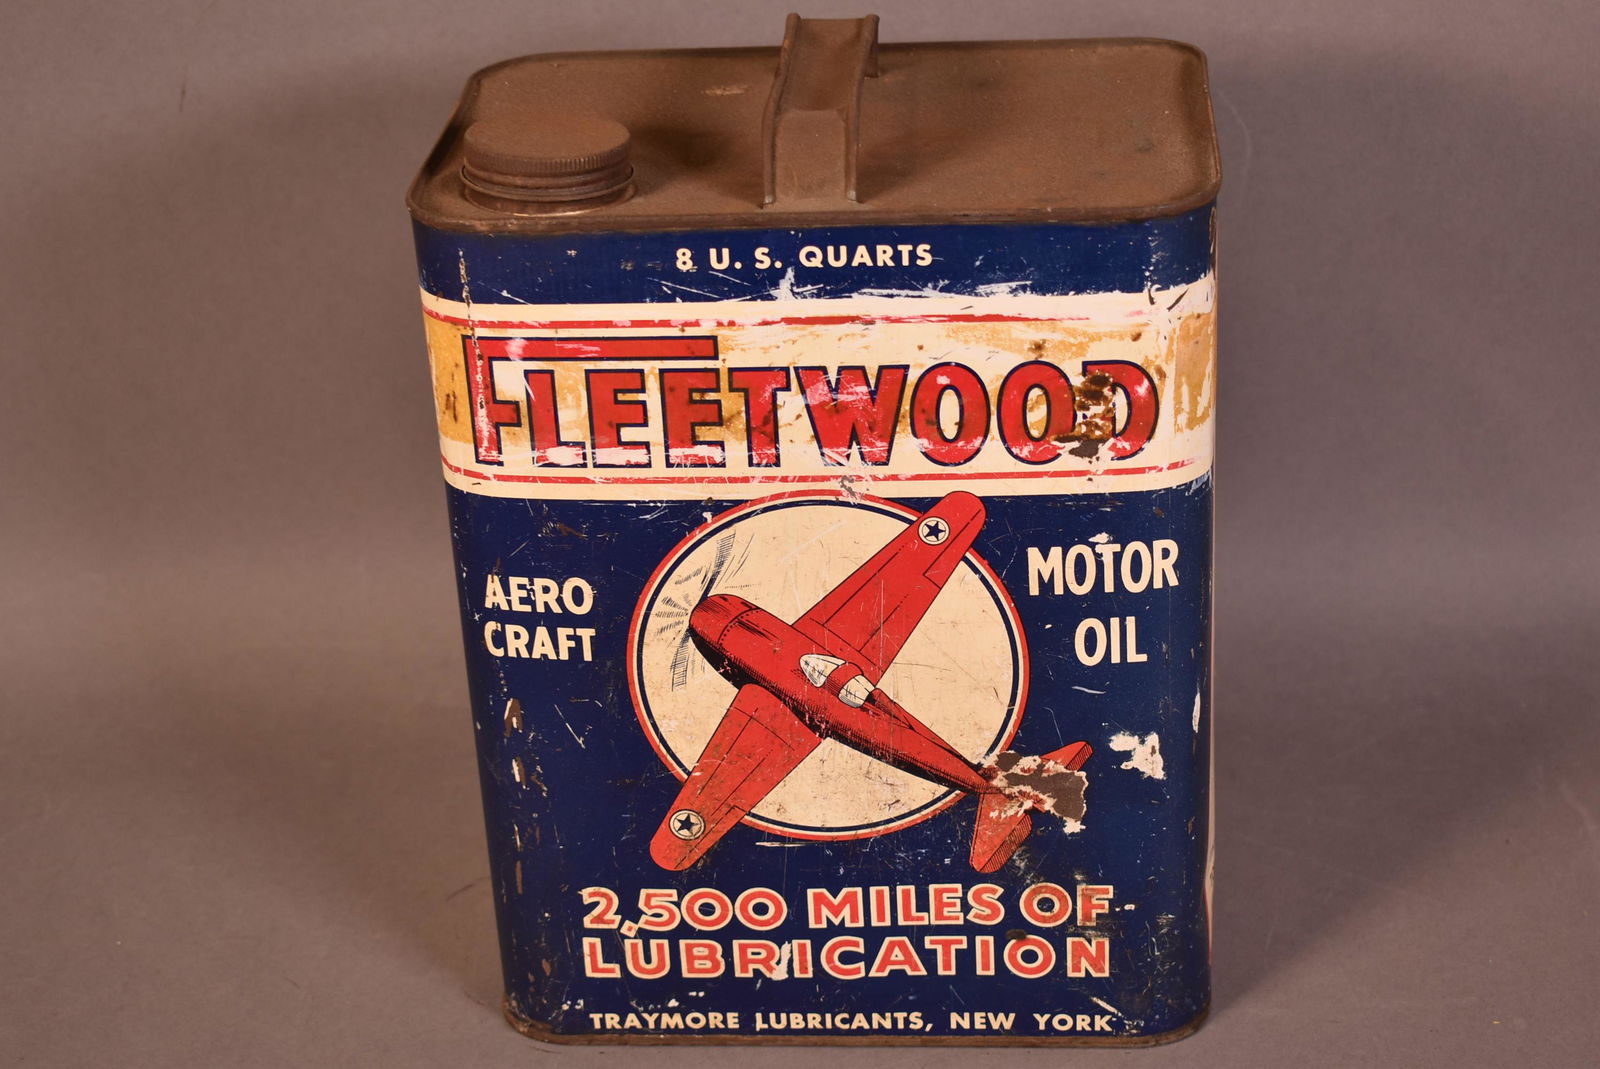 8 U. S. QUARTS
FLEETWOOD
AERO
CRAFT
MOTOR
OIL
2,500 MILES OF
LUBRICATION
TRAYMORE LUBRICANTS, NEW YORK